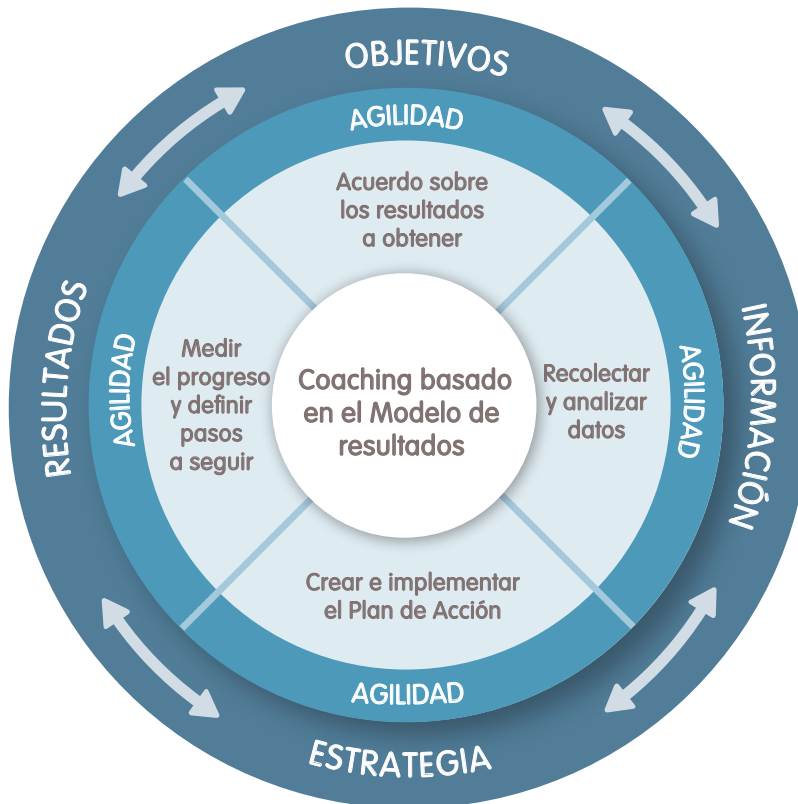 OBJETIVOS
AGILIDAD
Acuerdo sobre
los resultados
a obtener
INFORMACIÓN
AGILIDAD
Recolectar
y analizar
datos
Coaching basado
en el Modelo de
resultados
RESULTADOS
AGILIDAD
Medir
el progreso
y definir
pasos
a seguir
Crear e implementar
el Plan de Acción
AGILIDAD
ESTRATEGIA